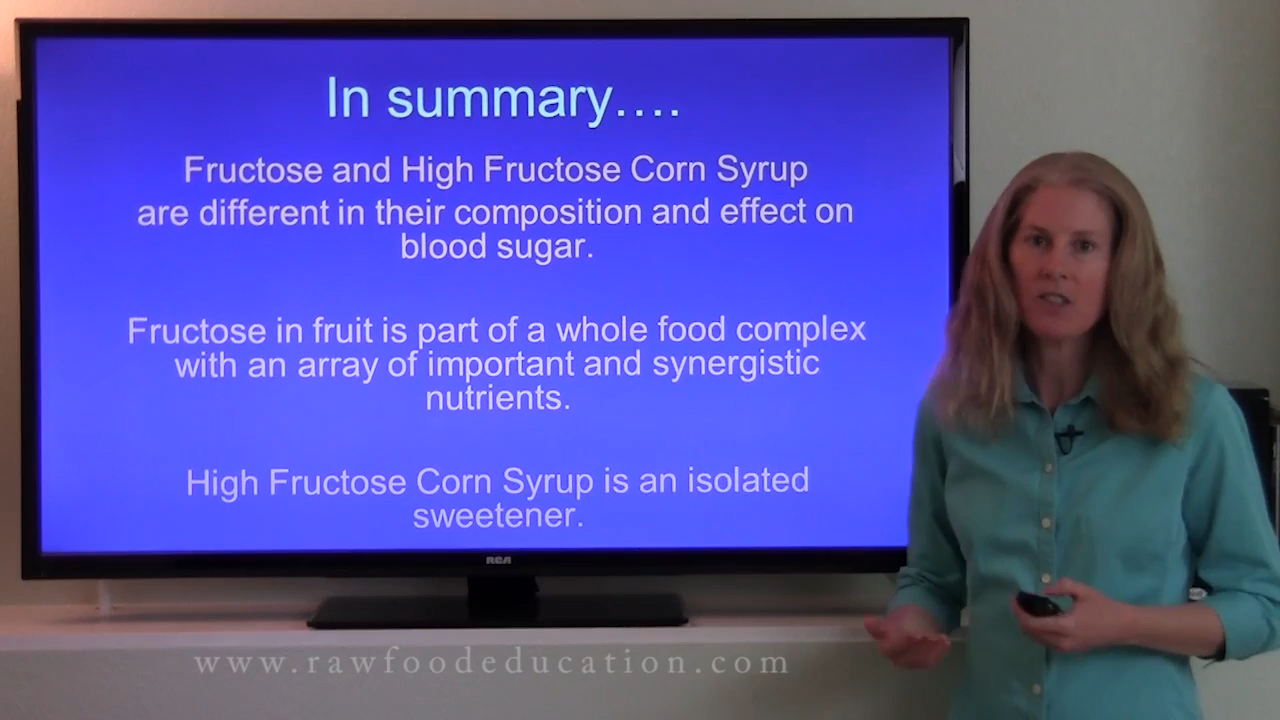 In summary….
Fructose and High Fructose Corn Syrup
are different in their composition and effect on
blood sugar.
Fructose in fruit is part of a whole food complex
with an array of important and synergistic
nutrients.
High Fructose Corn Syrup is an isolated
sweetener.
RCA
www.rawfoodeducation.com